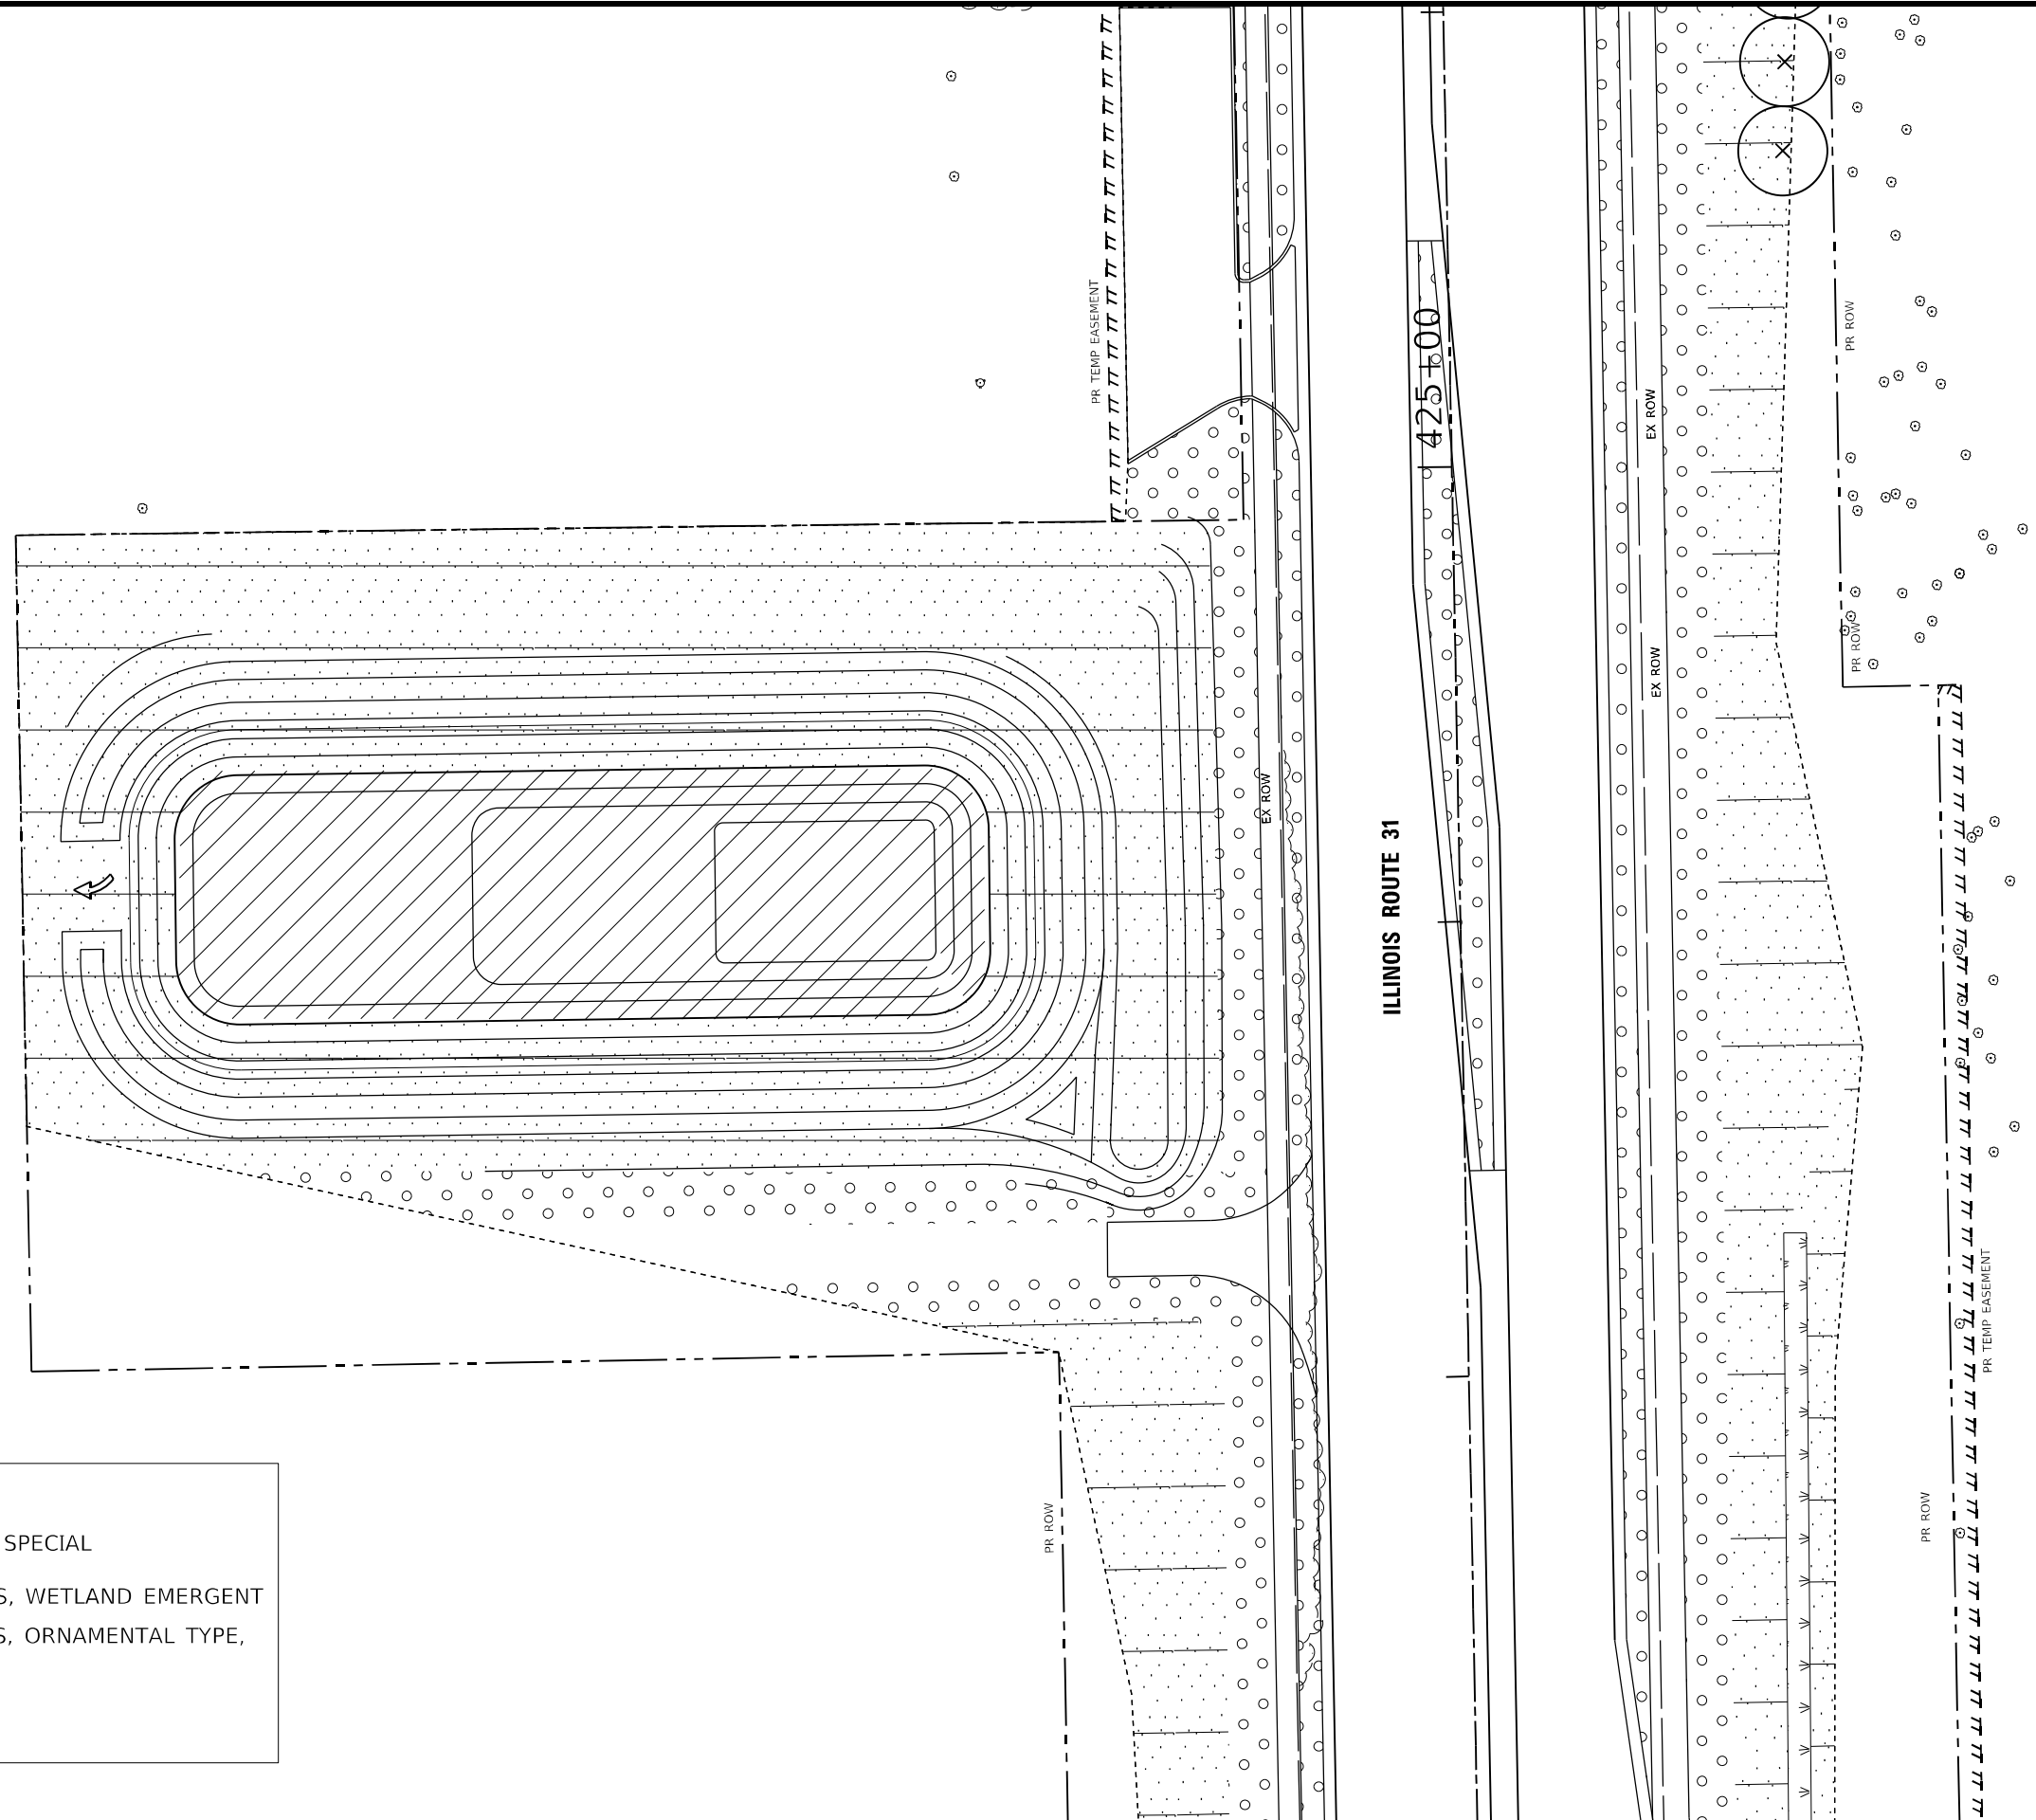 PR TEMP EASEMENT
425+00
EX ROW
PR ROW
EX ROW
PR ROW
EX ROW
ILLINOIS ROUTE 31
PR TEMP EASEMENT
PR ROW
PR ROW
SPECIAL
S, WETLAND EMERGENT
S, ORNAMENTAL TYPE,